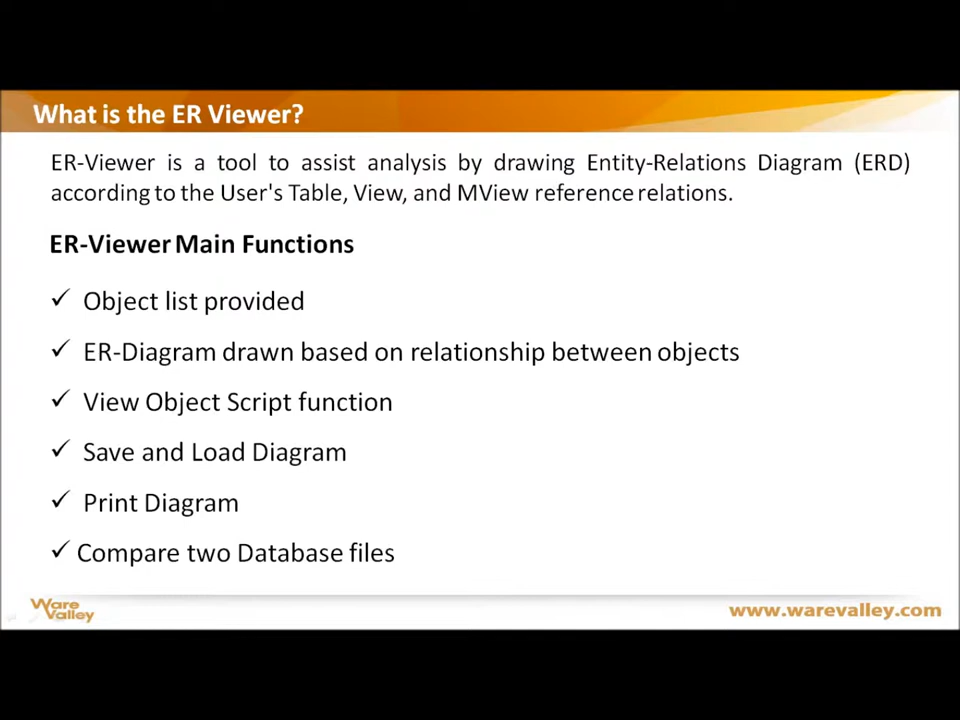 What is the ER Viewer?
ER-Viewer is a tool to assist analysis by drawing Entity-Relations Diagram (ERD)
according to the User's Table, View, and MView reference relations.
ER-Viewer Main Functions
✓ Object list provided
✓ ER-Diagram drawn based on relationship between objects
✓ View Object Script function
✓ Save and Load Diagram
✓ Print Diagram
✓ Compare two Database files
Ware
Valley
www.warevalley.com